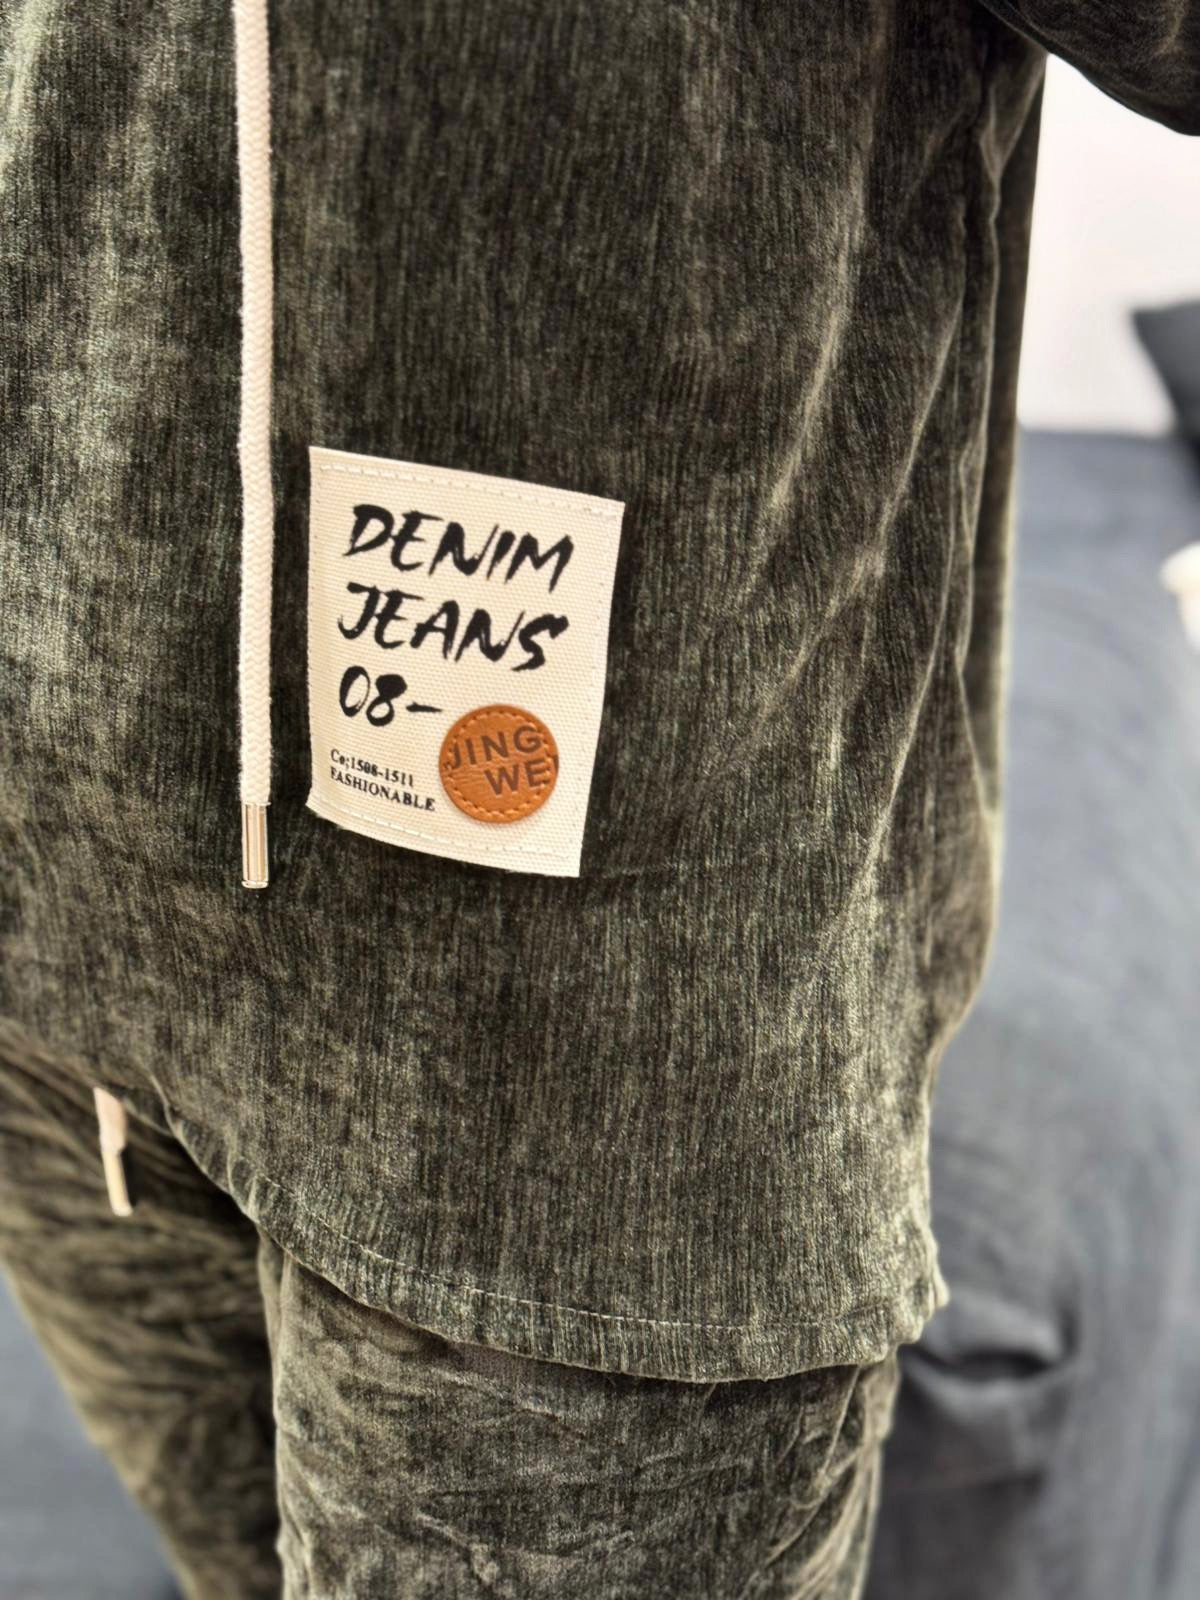 DENIM
JEANS
08-
JING
WE
Co;1508-1511
FASHIONABLE